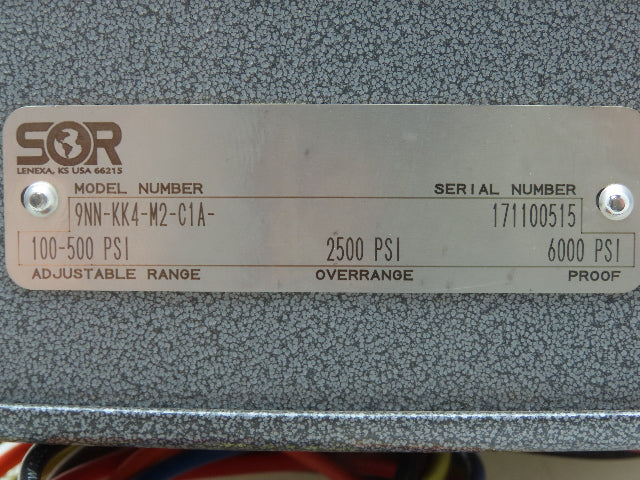 SOR
LENEXA, KS USA 66215
MODEL NUMBER SERIAL NUMBER
9NN-KK4-M2-C1A- 171100515
100-500 PSI 2500 PSI 6000 PSI
ADJUSTABLE RANGE OVERRANGE PROOF